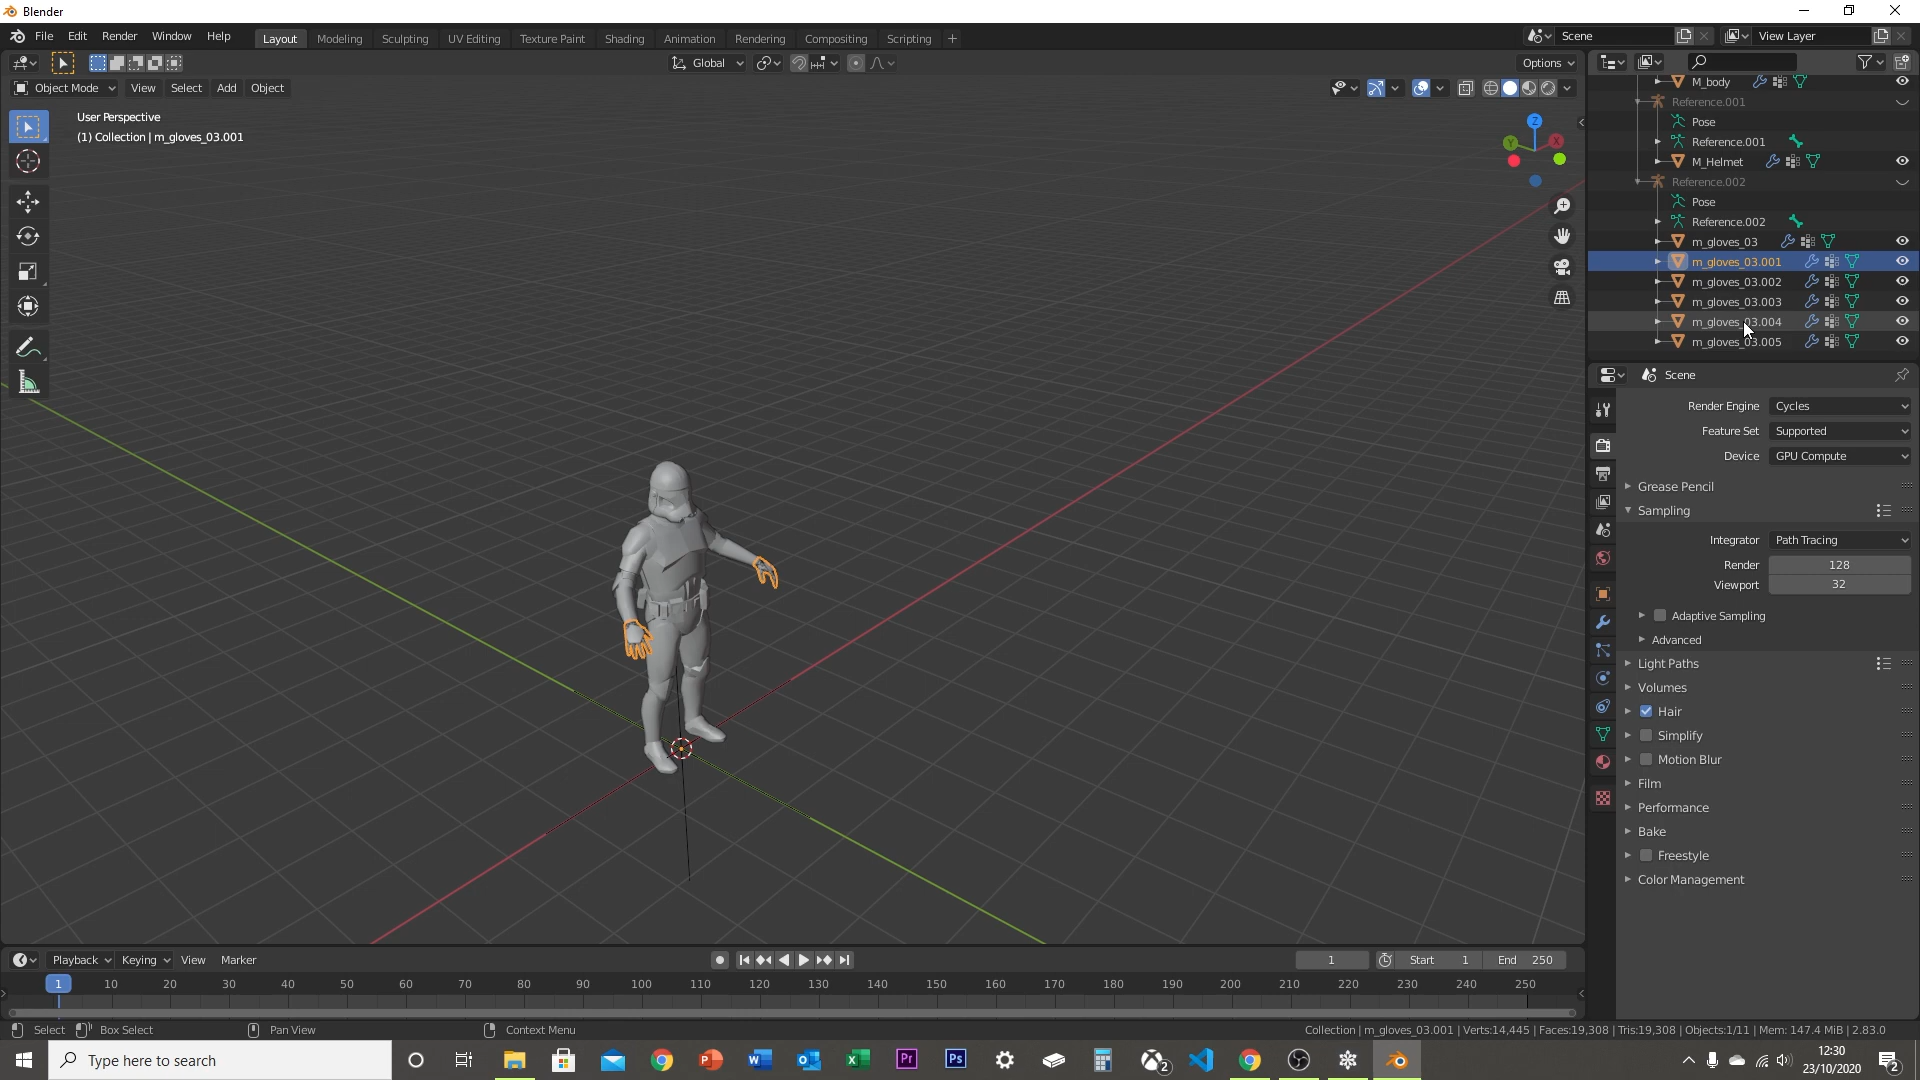 Blender
File Edit Render Window Help
Layout Modeling Sculpting UV Editing Texture Paint Shading Animation Rendering Compositing Scripting +
Scene
View Layer
Global
Options
Object Mode View Select Add Object
User Perspective
(1) Collection | m_gloves_03.001
Z
Y
X
M_body
Reference.001
Pose
Reference.001
M_Helmet
Reference.002
Pose
Reference.002
m_gloves_03
m_gloves_03.001
m_gloves_03.002
m_gloves_03.003
m_gloves_03.004
m_gloves_03.005
Scene
Render Engine Cycles
Feature Set Supported
Device GPU Compute
Grease Pencil
Sampling
Integrator Path Tracing
Render 128
Viewport 32
Adaptive Sampling
Advanced
Light Paths
Volumes
Hair
Simplify
Motion Blur
Film
Performance
Bake
Freestyle
Color Management
Playback Keying View Marker
1 Start 1 End 250
1 10 20 30 40 50 60 70 80 90 100 110 120 130 140 150 160 170 180 190 200 210 220 230 240 250
Select Box Select Pan View Context Menu
Collection | m_gloves_03.001 | Verts:14,445 | Faces:19,308 | Tris:19,308 | Objects:1/11 | Mem: 147.4 MiB | 2.83.0
Type here to search
Pr
Ps
2
12:30
23/10/2020
2